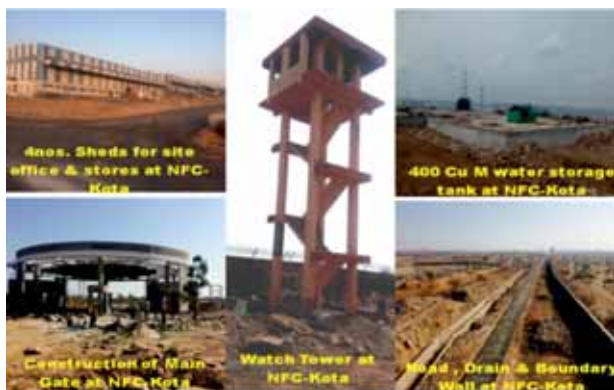 4nos. Sheds for site
office & stores at NFC-
Kota
400 Cu M water storage
tank at NFC-Kota
Construction of Main
Gate at NFC-Kota
Watch Tower at
NFC-Kota
Road , Drain & Boundary
Wall at NFC-Kota